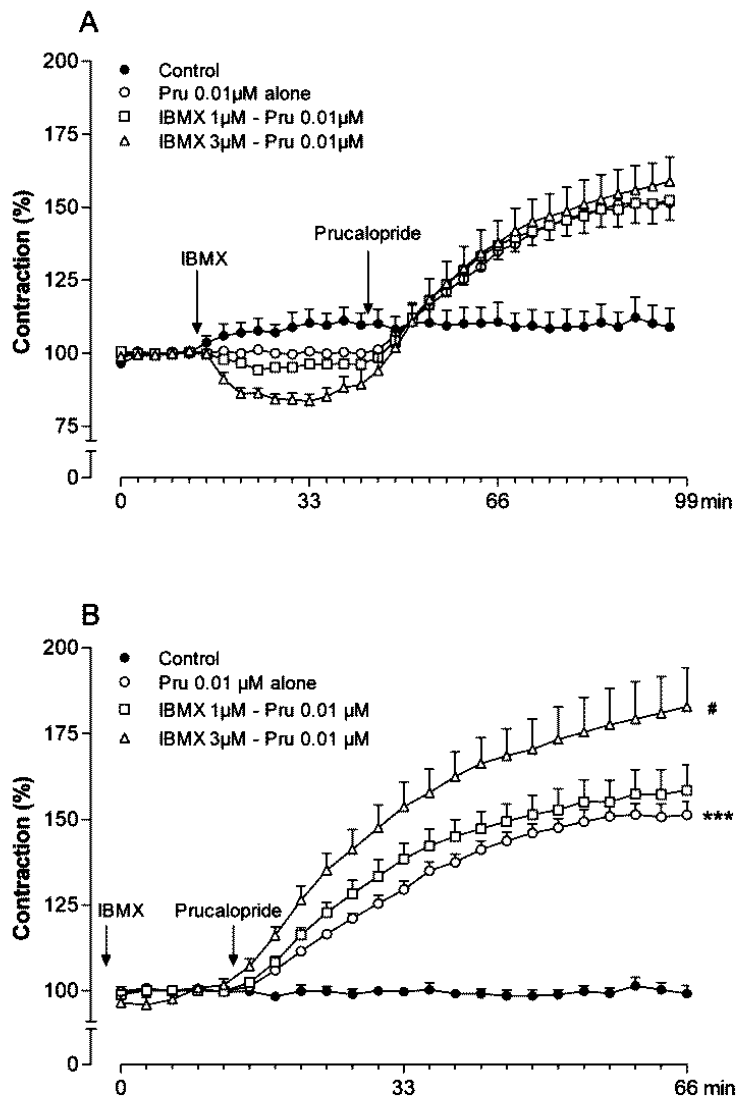 A
200
175
150
125
100
75
0
Contraction (%)
Control
Pru 0.01µM alone
IBMX 1µM - Pru 0.01µM
IBMX 3µM - Pru 0.01µM
IBMX
Prucalopride
0
33
66
99 min
B
200
175
150
125
100
0
Contraction (%)
Control
Pru 0.01 µM alone
IBMX 1µM - Pru 0.01 µM
IBMX 3µM - Pru 0.01 µM
#
***
IBMX
Prucalopride
0
33
66 min